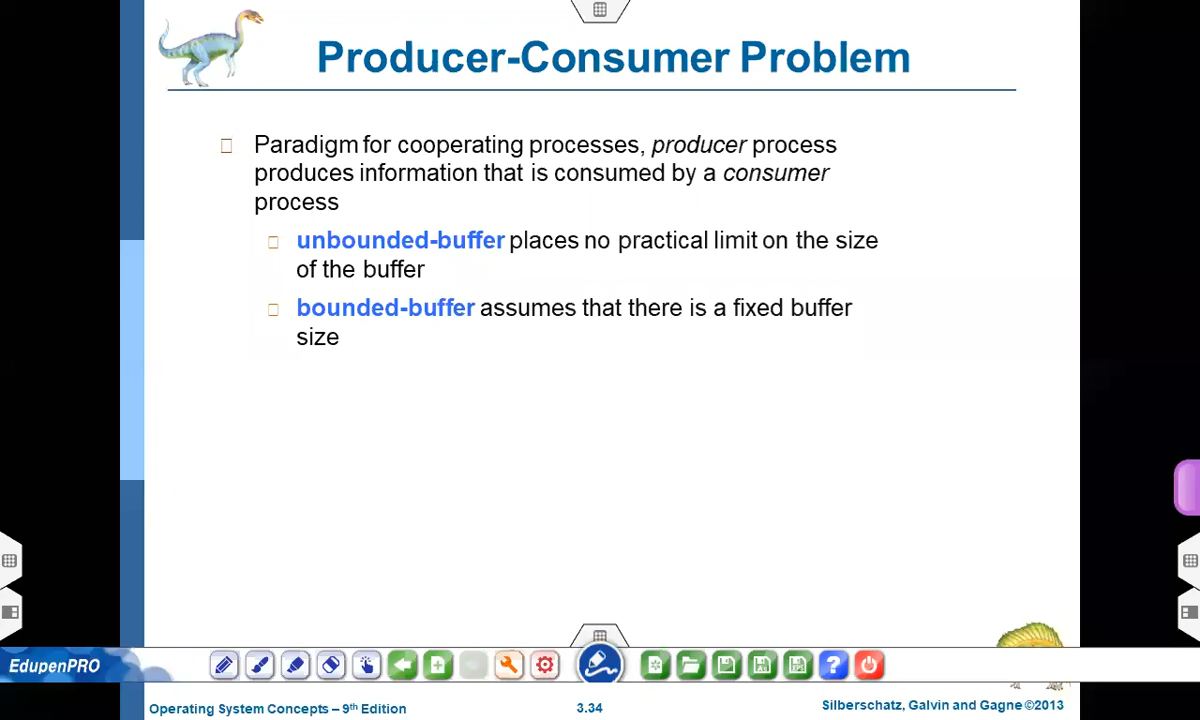 Producer-Consumer Problem
Paradigm for cooperating processes, producer process
produces information that is consumed by a consumer
process
unbounded-buffer places no practical limit on the size
of the buffer
bounded-buffer assumes that there is a fixed buffer
size
EdupenPRO
?
Operating System Concepts – 9th Edition
3.34
Silberschatz, Galvin and Gagne ©2013